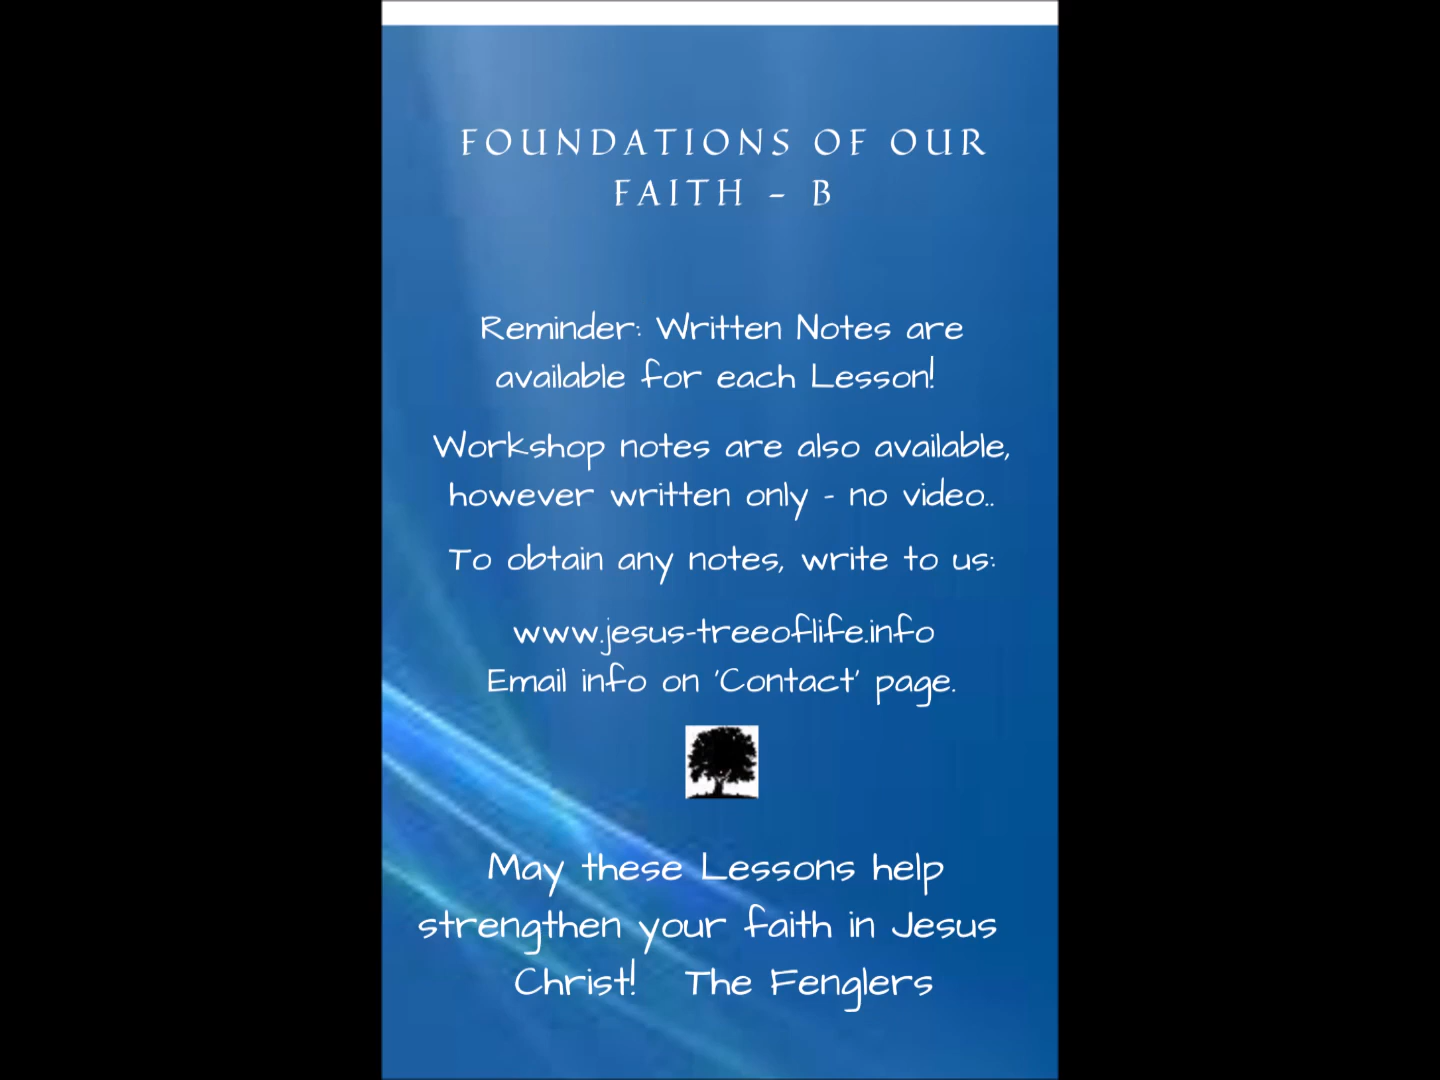 FOUNDATIONS OF OUR
FAITH - B
Reminder: Written Notes are
available for each Lesson!
Workshop notes are also available,
however written only - no video..
To obtain any notes, write to us:
www.jesus-treeoflife.info
Email info on 'Contact' page.
May these Lessons help
strengthen your faith in Jesus
Christ! The Fenglers